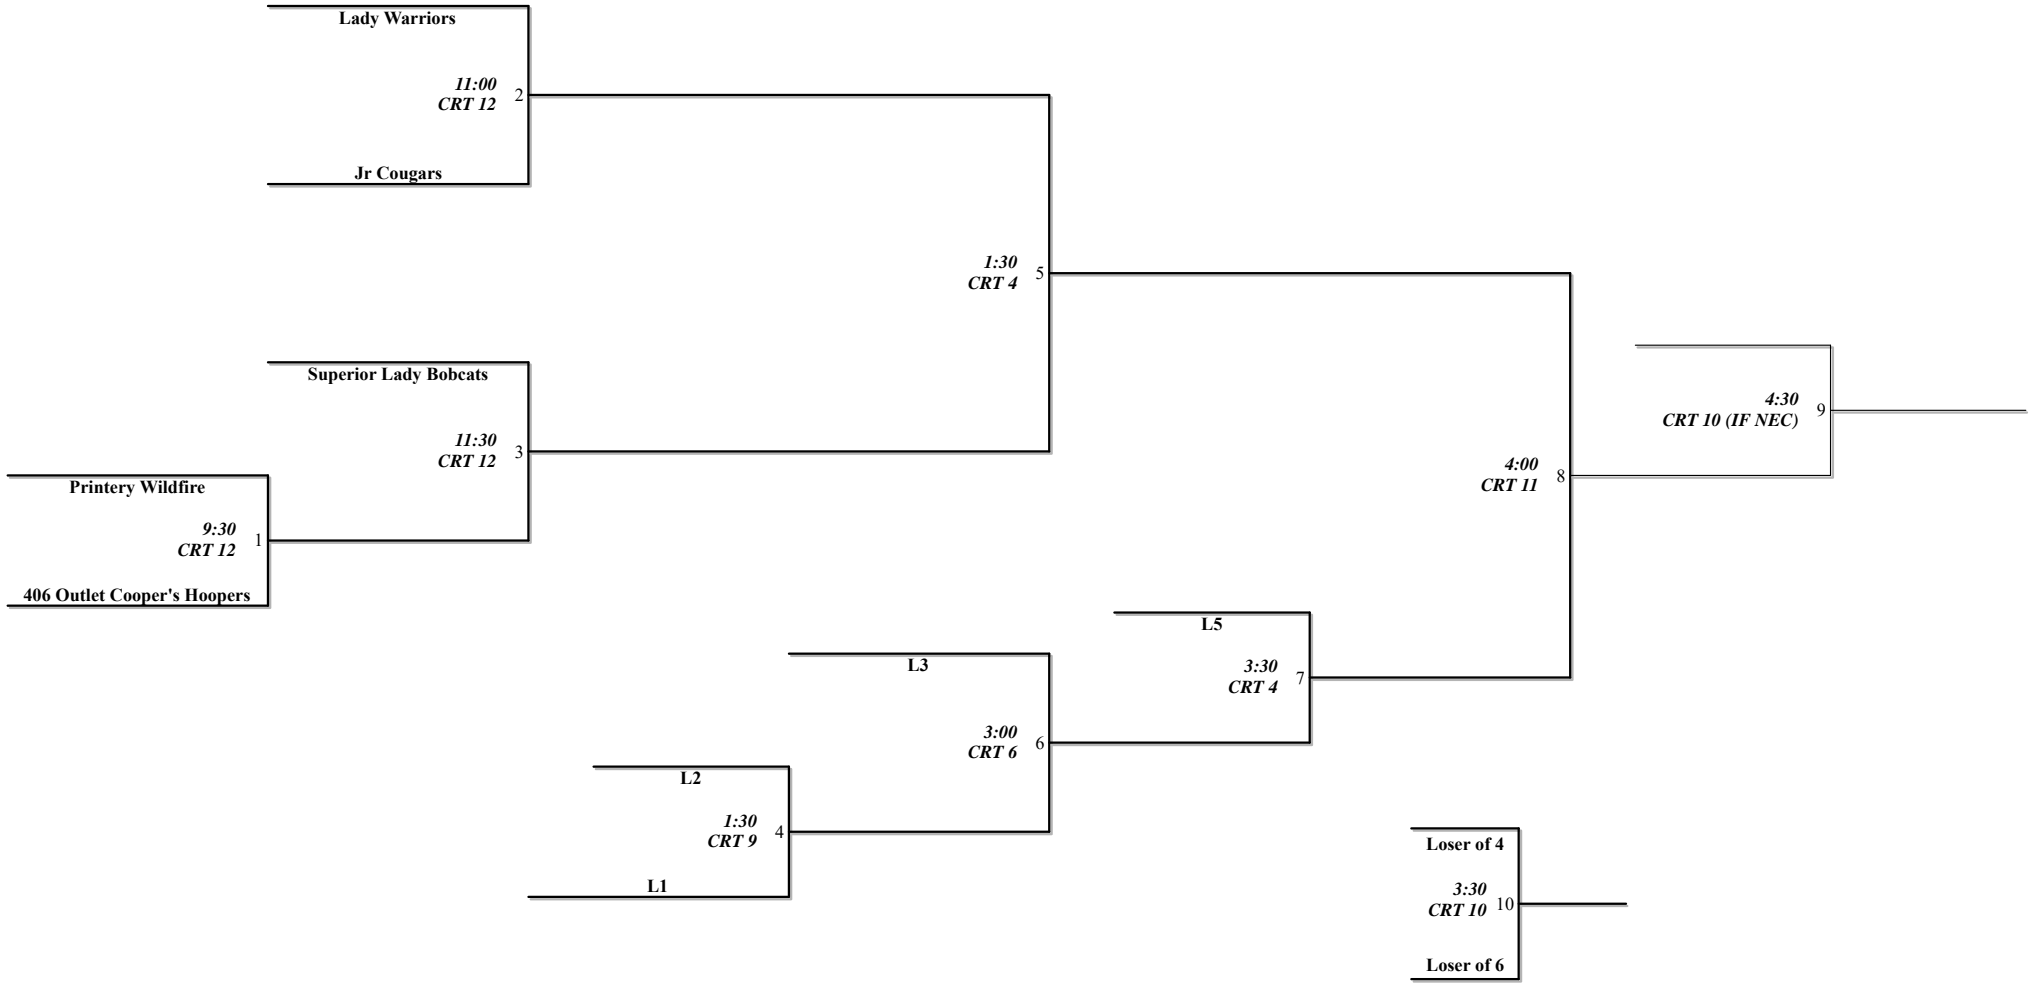 Lady Warriors
11:00
CRT 12
2
Jr Cougars
1:30
CRT 4
5
Superior Lady Bobcats
11:30
CRT 12
3
Printery Wildfire
9:30
CRT 12
1
406 Outlet Cooper's Hoopers
4:30
CRT 10 (IF NEC)
9
4:00
CRT 11
8
L5
3:30
CRT 4
7
L3
3:00
CRT 6
6
L2
1:30
CRT 9
4
L1
Loser of 4
3:30
CRT 10
10
Loser of 6